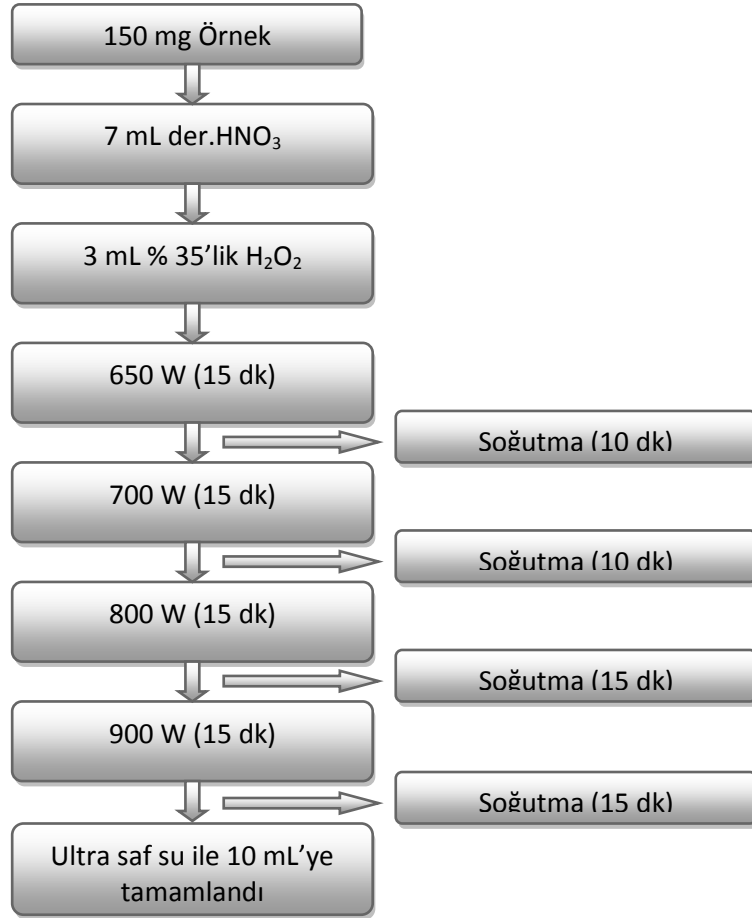 150 mg Örnek
7 mL der.HNO₃
3 mL % 35’lik H₂O₂
650 W (15 dk)
Soğutma (10 dk)
700 W (15 dk)
Soğutma (10 dk)
800 W (15 dk)
Soğutma (15 dk)
900 W (15 dk)
Soğutma (15 dk)
Ultra saf su ile 10 mL’ye
tamamlandı